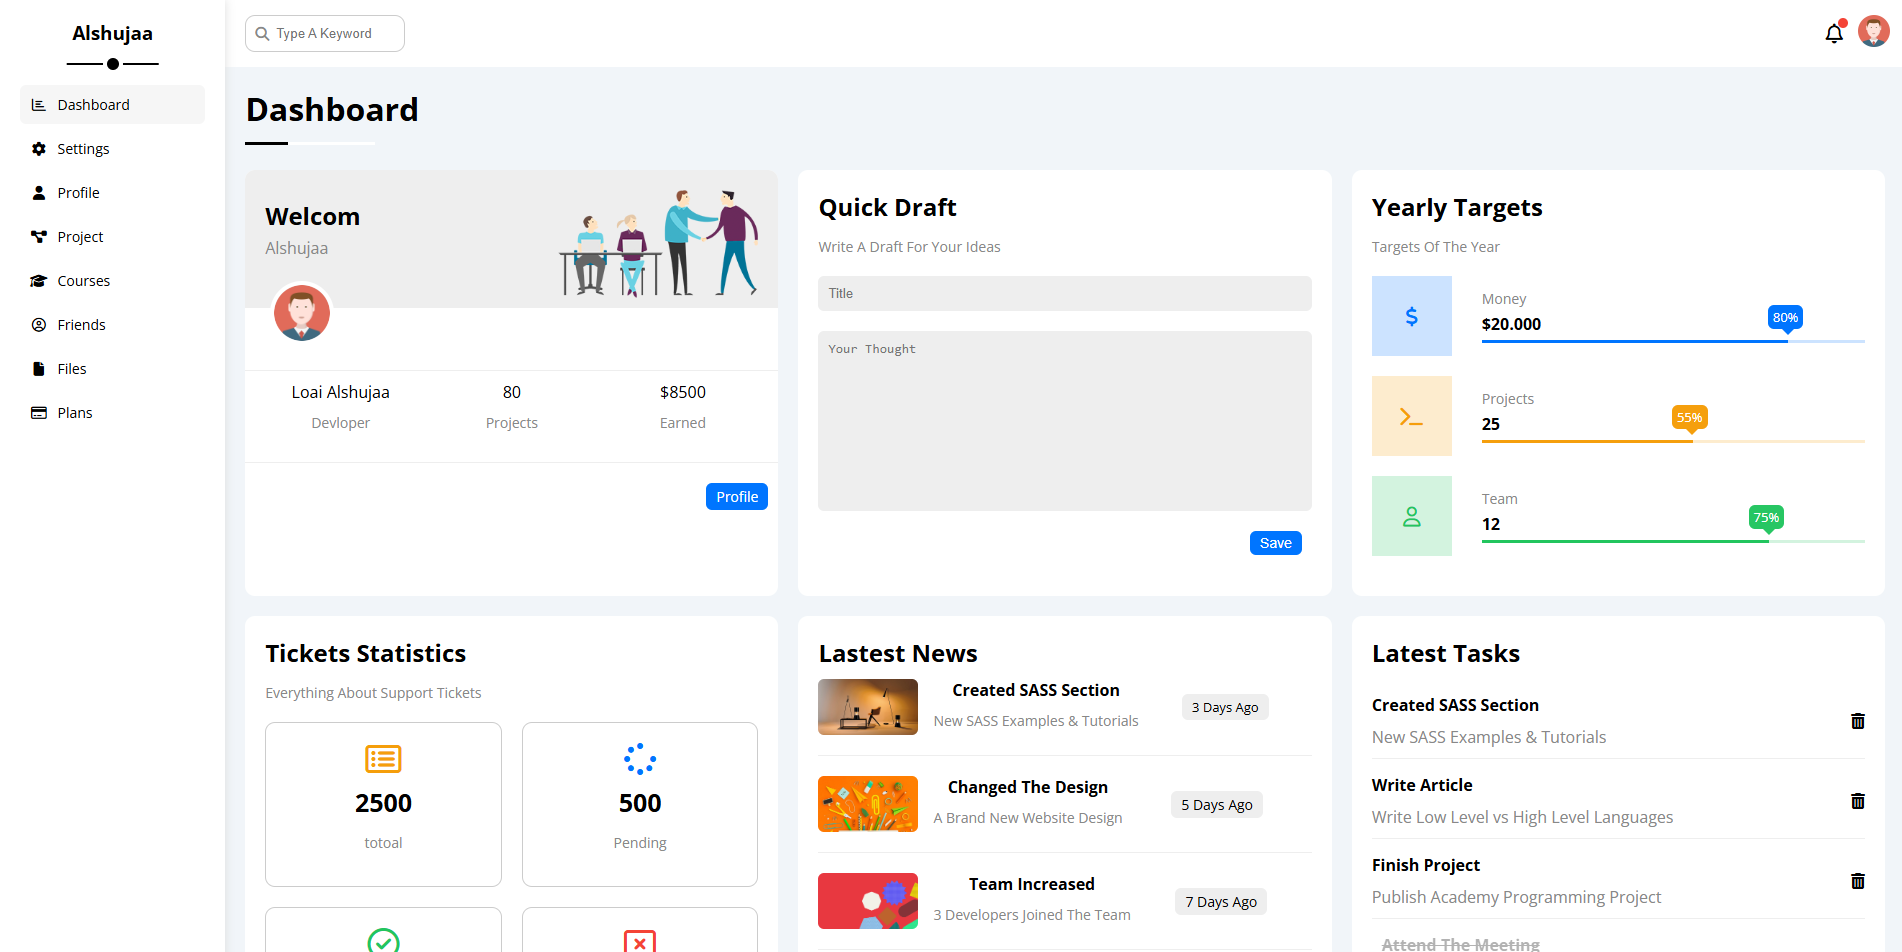 Alshujaa
Dashboard
Settings
Profile
Project
Courses
Friends
Files
Plans
Type A Keyword
Dashboard
Welcom
Alshujaa
Loai Alshujaa
Devloper
80
Projects
$8500
Earned
Profile
Quick Draft
Write A Draft For Your Ideas
Title
Your Thought
Save
Yearly Targets
Targets Of The Year
Money
$20.000
80%
Projects
25
55%
Team
12
75%
Tickets Statistics
Everything About Support Tickets
2500
totoal
500
Pending
Lastest News
Created SASS Section
New SASS Examples & Tutorials
3 Days Ago
Changed The Design
A Brand New Website Design
5 Days Ago
Team Increased
3 Developers Joined The Team
7 Days Ago
Latest Tasks
Created SASS Section
New SASS Examples & Tutorials
Write Article
Write Low Level vs High Level Languages
Finish Project
Publish Academy Programming Project
Attend The Meeting